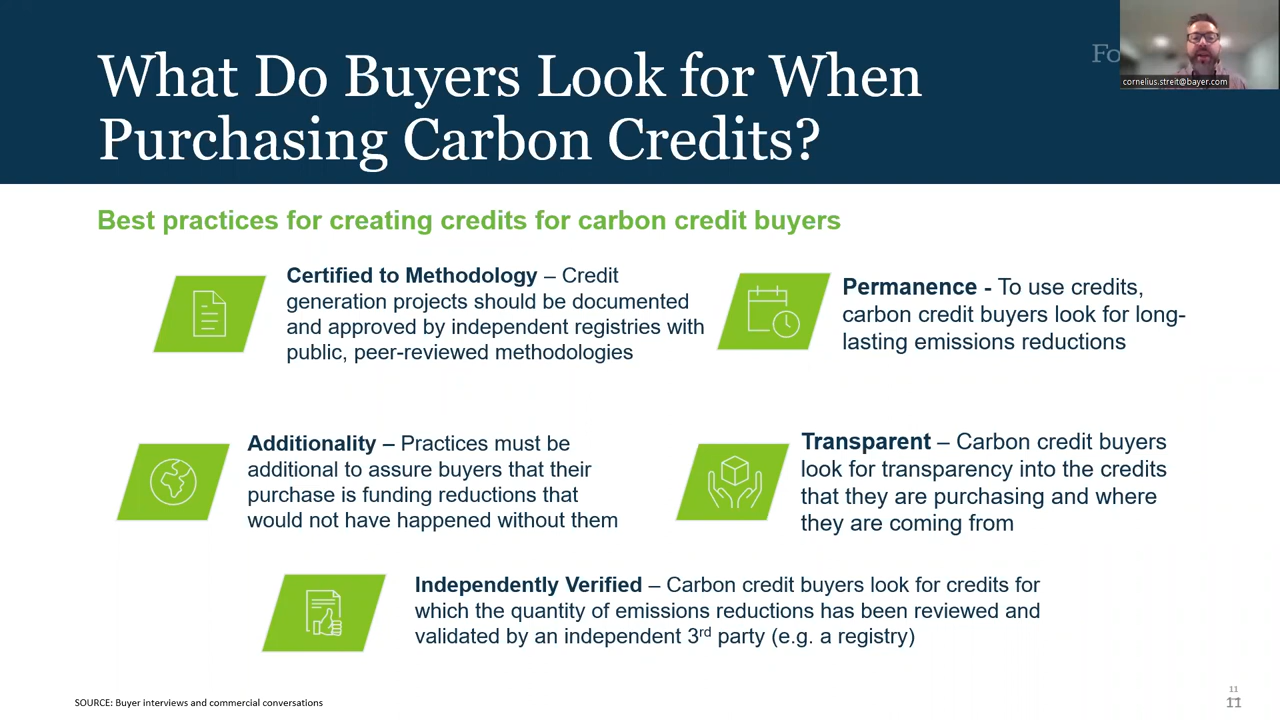 What Do Buyers Look for When
Purchasing Carbon Credits?
Fo
cornelius.streit@bayer.com
Best practices for creating credits for carbon credit buyers
Certified to Methodology – Credit
generation projects should be documented
and approved by independent registries with
public, peer-reviewed methodologies
Permanence - To use credits,
carbon credit buyers look for long-
lasting emissions reductions
Additionality – Practices must be
additional to assure buyers that their
purchase is funding reductions that
would not have happened without them
Transparent – Carbon credit buyers
look for transparency into the credits
that they are purchasing and where
they are coming from
Independently Verified – Carbon credit buyers look for credits for
which the quantity of emissions reductions has been reviewed and
validated by an independent 3rd party (e.g. a registry)
SOURCE: Buyer interviews and commercial conversations
11
11